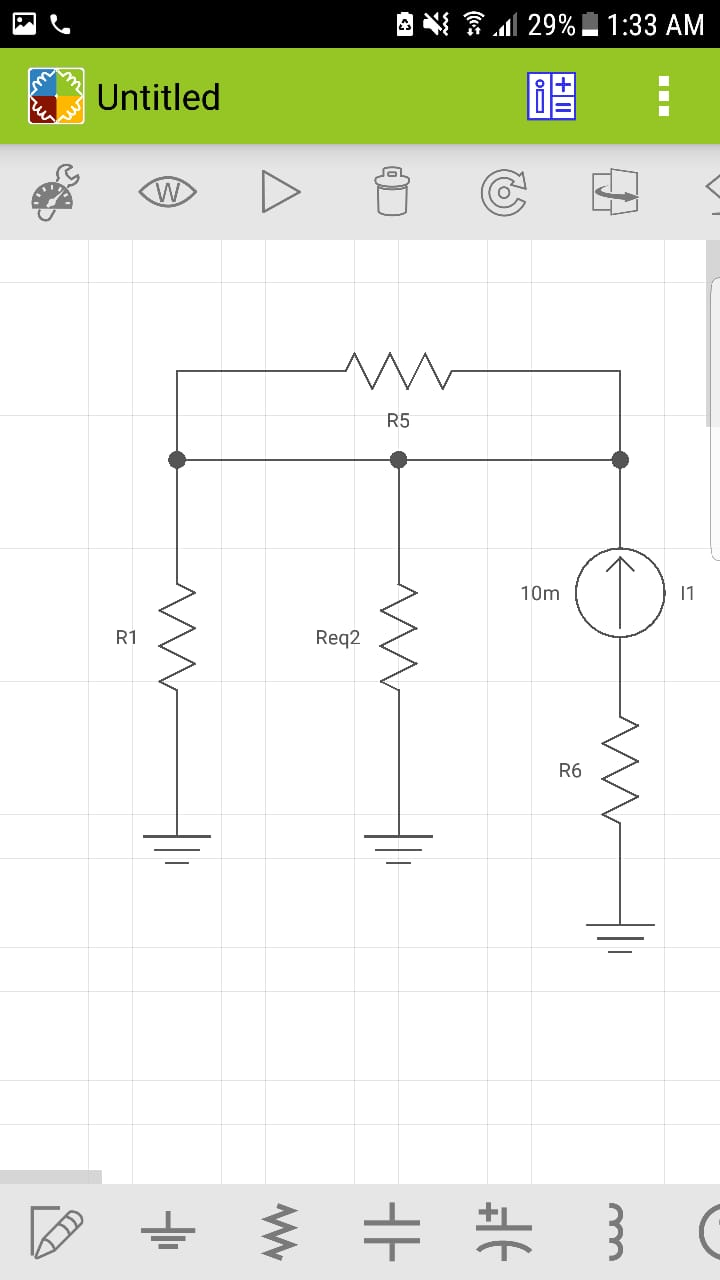 29% 1:33 AM
Untitled
W
R5
10m I1
R1 Req2
R6